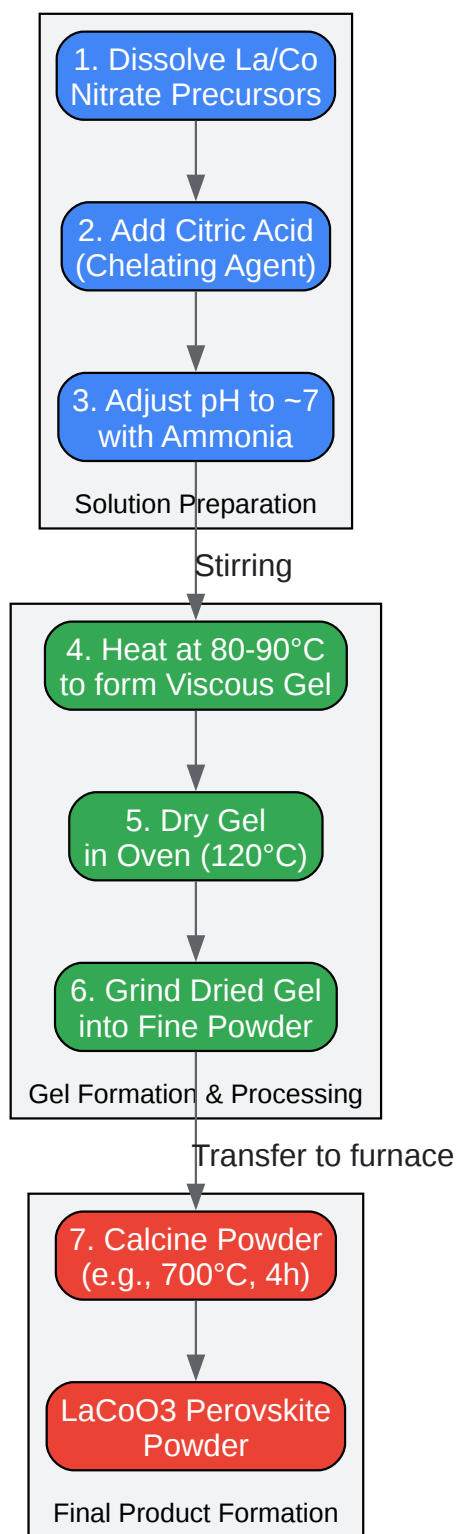 1. Dissolve La/Co
Nitrate Precursors
2. Add Citric Acid
(Chelating Agent)
3. Adjust pH to ~7
with Ammonia
Solution Preparation
Stirring
4. Heat at 80-90°C
to form Viscous Gel
5. Dry Gel
in Oven (120°C)
6. Grind Dried Gel
into Fine Powder
Gel Formation & Processing
Transfer to furnace
7. Calcine Powder
(e.g., 700°C, 4h)
LaCoO3 Perovskite
Powder
Final Product Formation